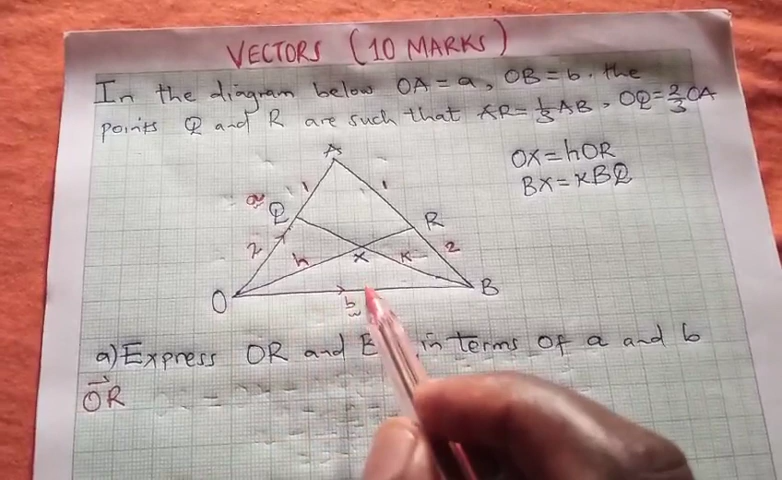 VECTORS (10 MARKS)
In the diagram below OA = a, OB = b. the
points Q and R are such that AR = 1/3 AB, OQ = 2/3 OA
OX = hOR
BX = KBQ
A
a 1 1
Q R
2 h x K 2
O B
b
a) Express OR and in terms of a and b
OR